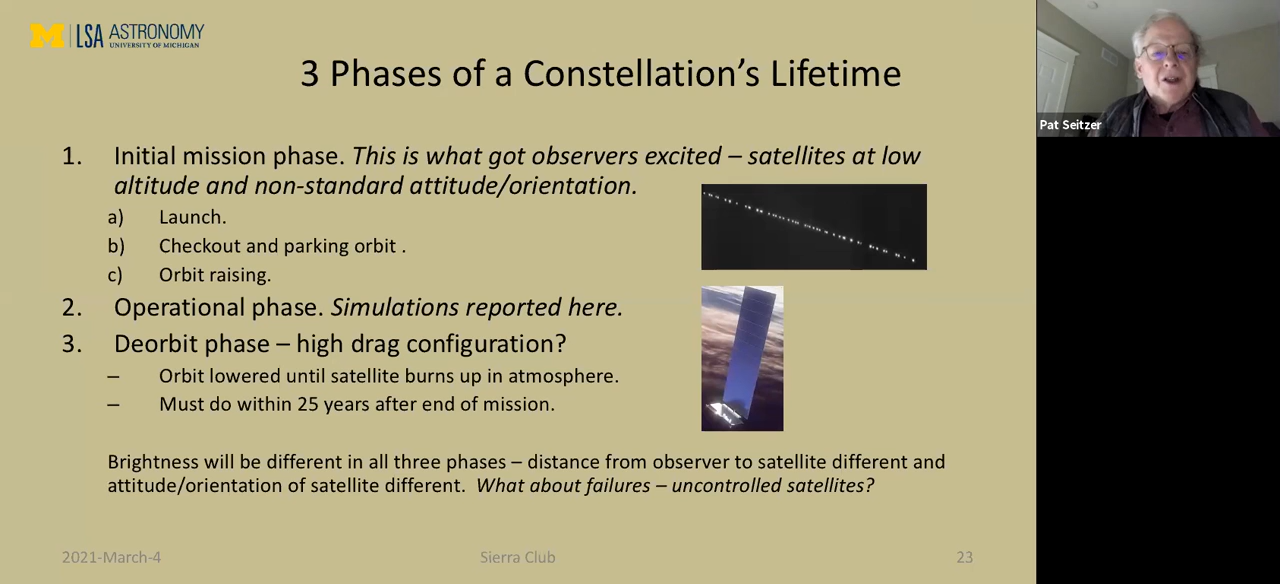 M | LSA ASTRONOMY
UNIVERSITY OF MICHIGAN
3 Phases of a Constellation's Lifetime
1. Initial mission phase. This is what got observers excited – satellites at low
altitude and non-standard attitude/orientation.
a) Launch.
b) Checkout and parking orbit .
c) Orbit raising.
2. Operational phase. Simulations reported here.
3. Deorbit phase – high drag configuration?
– Orbit lowered until satellite burns up in atmosphere.
– Must do within 25 years after end of mission.
Brightness will be different in all three phases – distance from observer to satellite different and
attitude/orientation of satellite different. What about failures – uncontrolled satellites?
2021-March-4 Sierra Club 23
Pat Seitzer